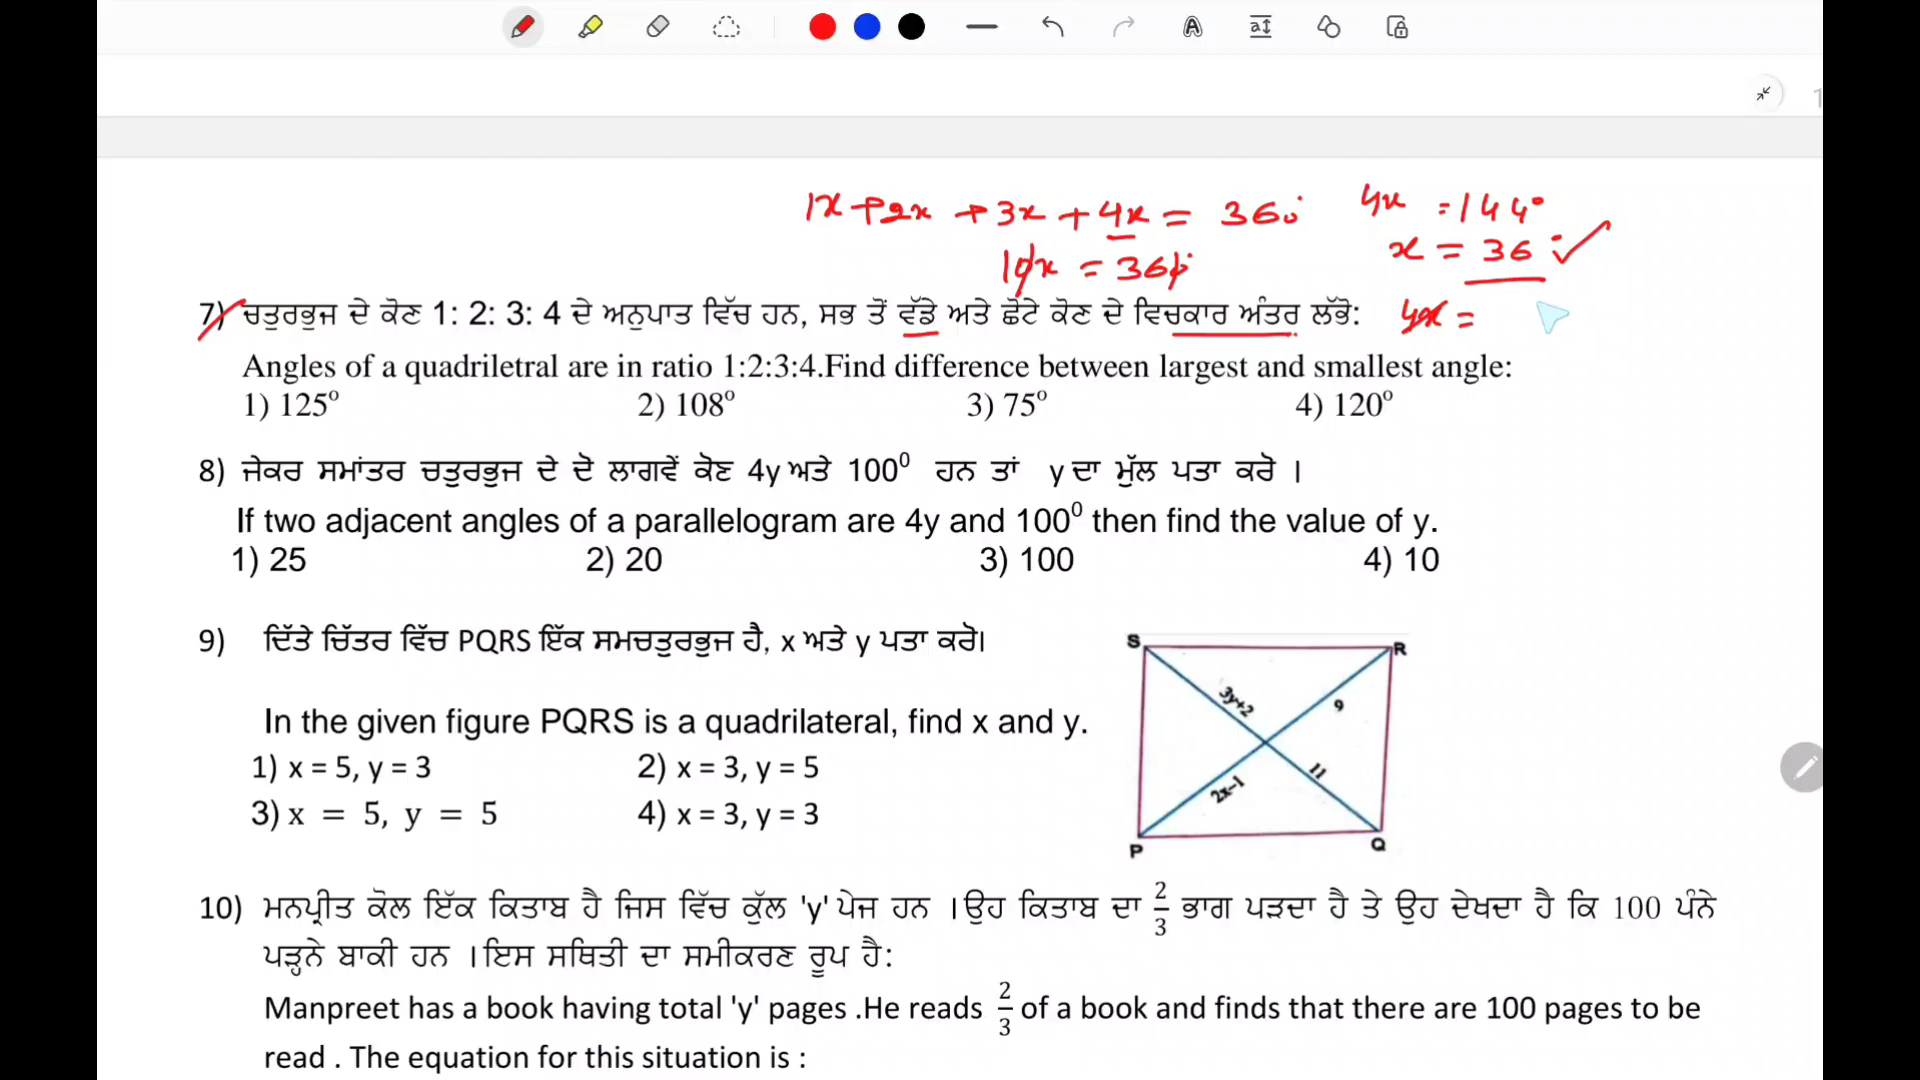 1x + 2x + 3x + 4x = 360° 4x = 144°
10x = 360 x = 36° ✓
7) ਚਤੁਰਭੁਜ ਦੇ ਕੋਣ 1: 2: 3: 4 ਦੇ ਅਨੁਪਾਤ ਵਿੱਚ ਹਨ, ਸਭ ਤੋਂ ਵੱਡੇ ਅਤੇ ਛੋਟੇ ਕੋਣ ਦੇ ਵਿਚਕਾਰ ਅੰਤਰ ਲੱਭੋ: 4x =
Angles of a quadriletral are in ratio 1:2:3:4.Find difference between largest and smallest angle:
1) 125° 2) 108° 3) 75° 4) 120°
8) ਜੇਕਰ ਸਮਾਂਤਰ ਚਤੁਰਭੁਜ ਦੇ ਦੋ ਲਾਗਵੇਂ ਕੋਣ 4y ਅਤੇ 100⁰ ਹਨ ਤਾਂ y ਦਾ ਮੁੱਲ ਪਤਾ ਕਰੋ ।
If two adjacent angles of a parallelogram are 4y and 100⁰ then find the value of y.
1) 25 2) 20 3) 100 4) 10
9) ਦਿੱਤੇ ਚਿੱਤਰ ਵਿੱਚ PQRS ਇੱਕ ਸਮਚਤੁਰਭੁਜ ਹੈ, x ਅਤੇ y ਪਤਾ ਕਰੋ।
S R
3y+2 9
In the given figure PQRS is a quadrilateral, find x and y.
1) x = 5, y = 3 2) x = 3, y = 5
2x-1 11
3) x = 5, y = 5 4) x = 3, y = 3
P Q
10) ਮਨਪ੍ਰੀਤ ਕੋਲ ਇੱਕ ਕਿਤਾਬ ਹੈ ਜਿਸ ਵਿੱਚ ਕੁੱਲ 'y' ਪੇਜ ਹਨ । ਉਹ ਕਿਤਾਬ ਦਾ 2/3 ਭਾਗ ਪੜਦਾ ਹੈ ਤੇ ਉਹ ਦੇਖਦਾ ਹੈ ਕਿ 100 ਪੰਨੇ
ਪੜ੍ਹਨੇ ਬਾਕੀ ਹਨ । ਇਸ ਸਥਿਤੀ ਦਾ ਸਮੀਕਰਣ ਰੂਪ ਹੈ:
Manpreet has a book having total 'y' pages .He reads 2/3 of a book and finds that there are 100 pages to be
read . The equation for this situation is :